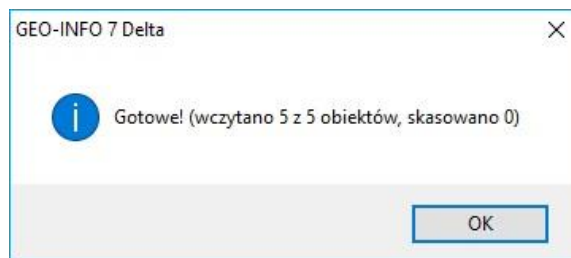 GEO-INFO 7 Delta
Gotowe! (wczytano 5 z 5 obiektów, skasowano 0)
OK